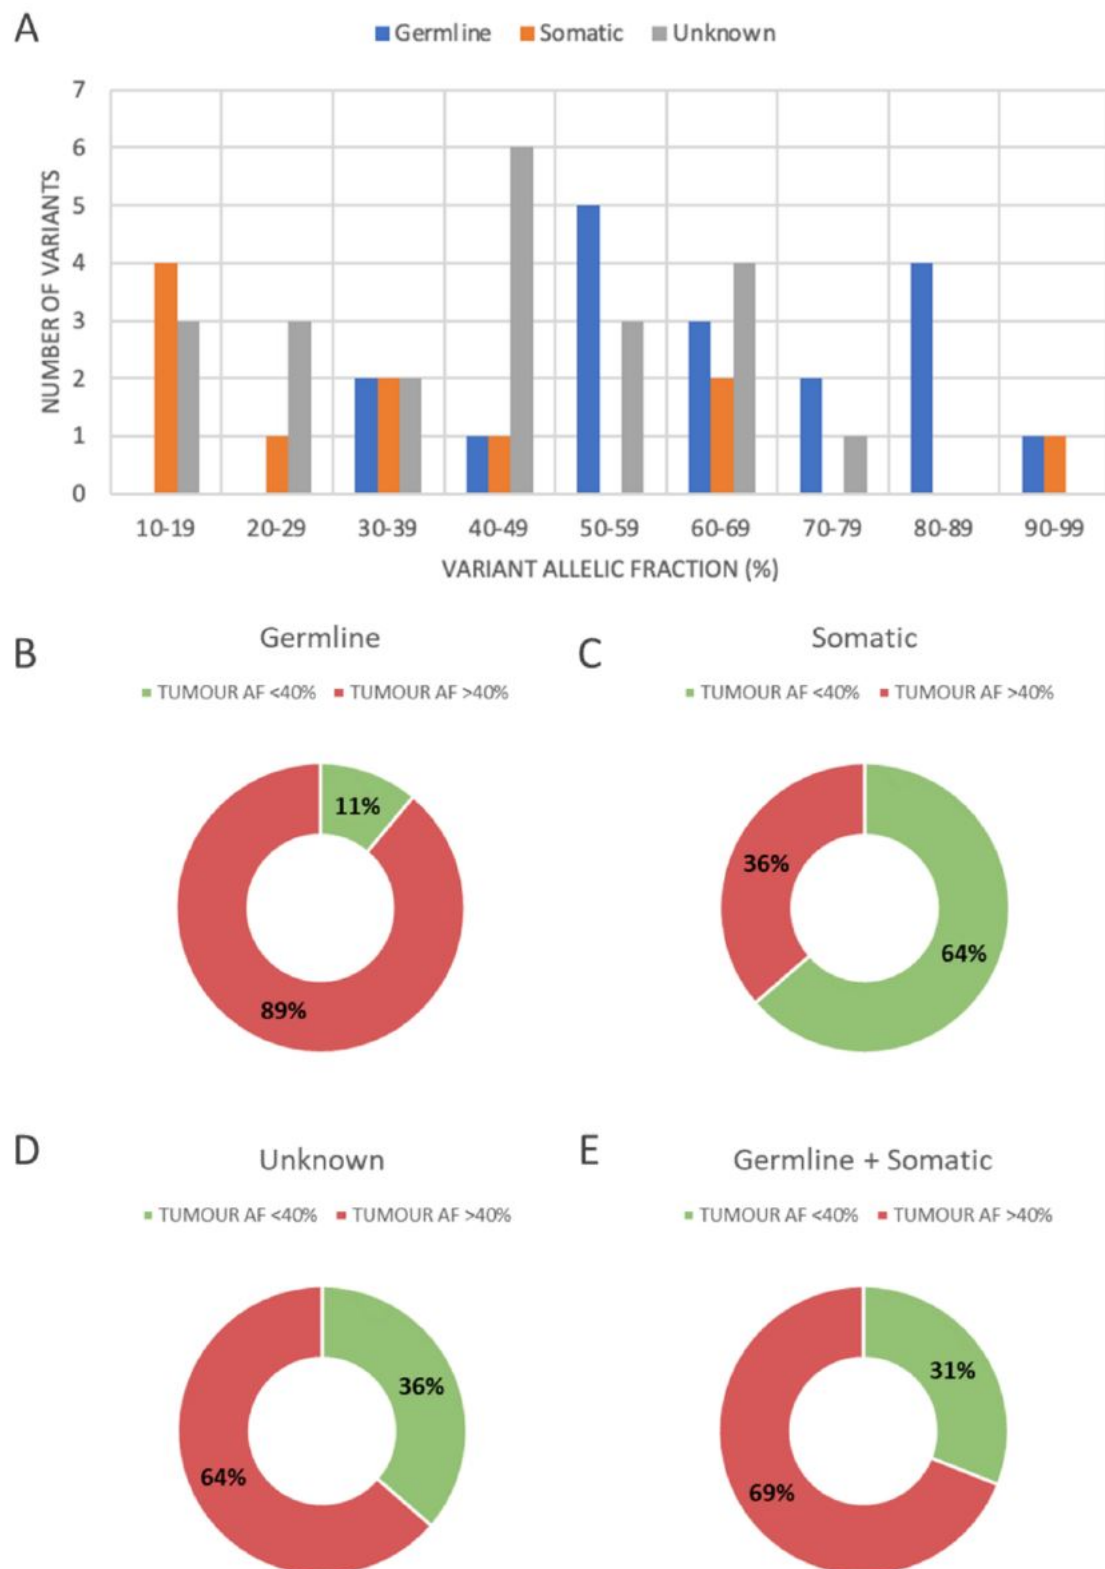 A
Germline Somatic Unknown
7
6
5
4
3
2
1
0
NUMBER OF VARIANTS
10-19 20-29 30-39 40-49 50-59 60-69 70-79 80-89 90-99
VARIANT ALLELIC FRACTION (%)
B Germline
TUMOUR AF <40% TUMOUR AF >40%
11%
89%
C Somatic
TUMOUR AF <40% TUMOUR AF >40%
36%
64%
D Unknown
TUMOUR AF <40% TUMOUR AF >40%
36%
64%
E Germline + Somatic
TUMOUR AF <40% TUMOUR AF >40%
31%
69%